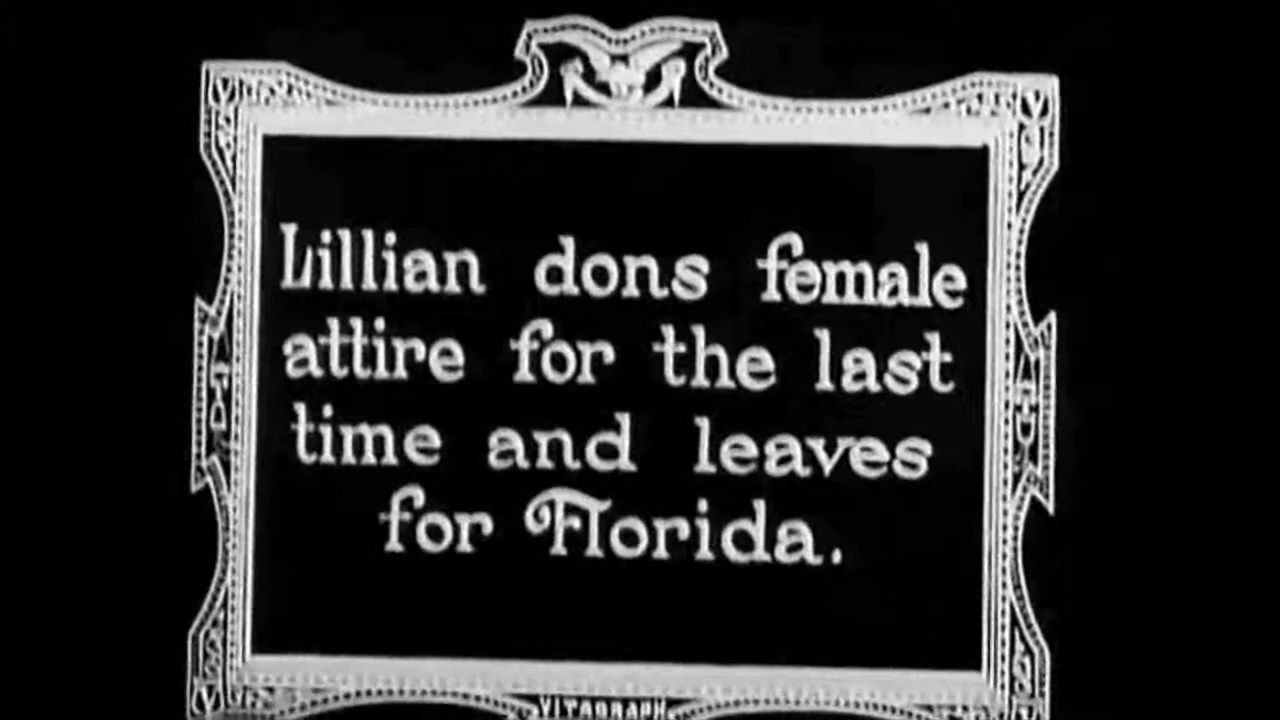 Lillian dons female
attire for the last
time and leaves
for Florida.
VITAGRAPH